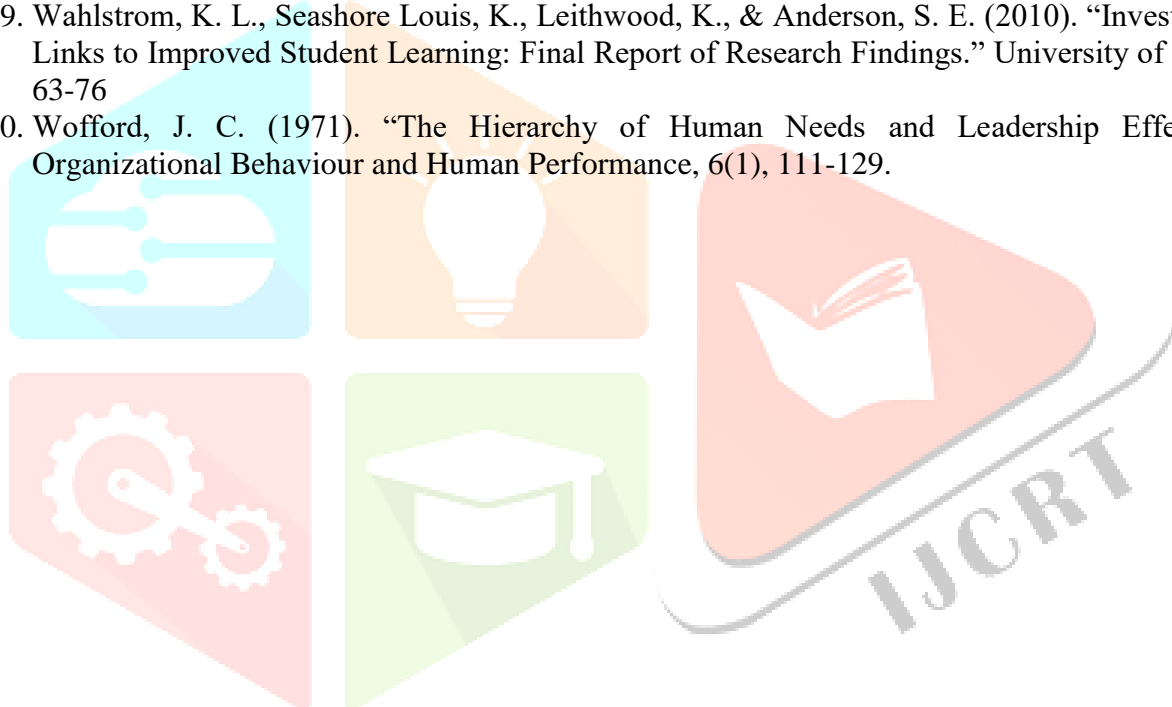 9. Wahlstrom, K. L., Seashore Louis, K., Leithwood, K., & Anderson, S. E. (2010). “Inves
Links to Improved Student Learning: Final Report of Research Findings.” University of
63-76
0. Wofford, J. C. (1971). “The Hierarchy of Human Needs and Leadership Effe
Organizational Behaviour and Human Performance, 6(1), 111-129.
IJCRT